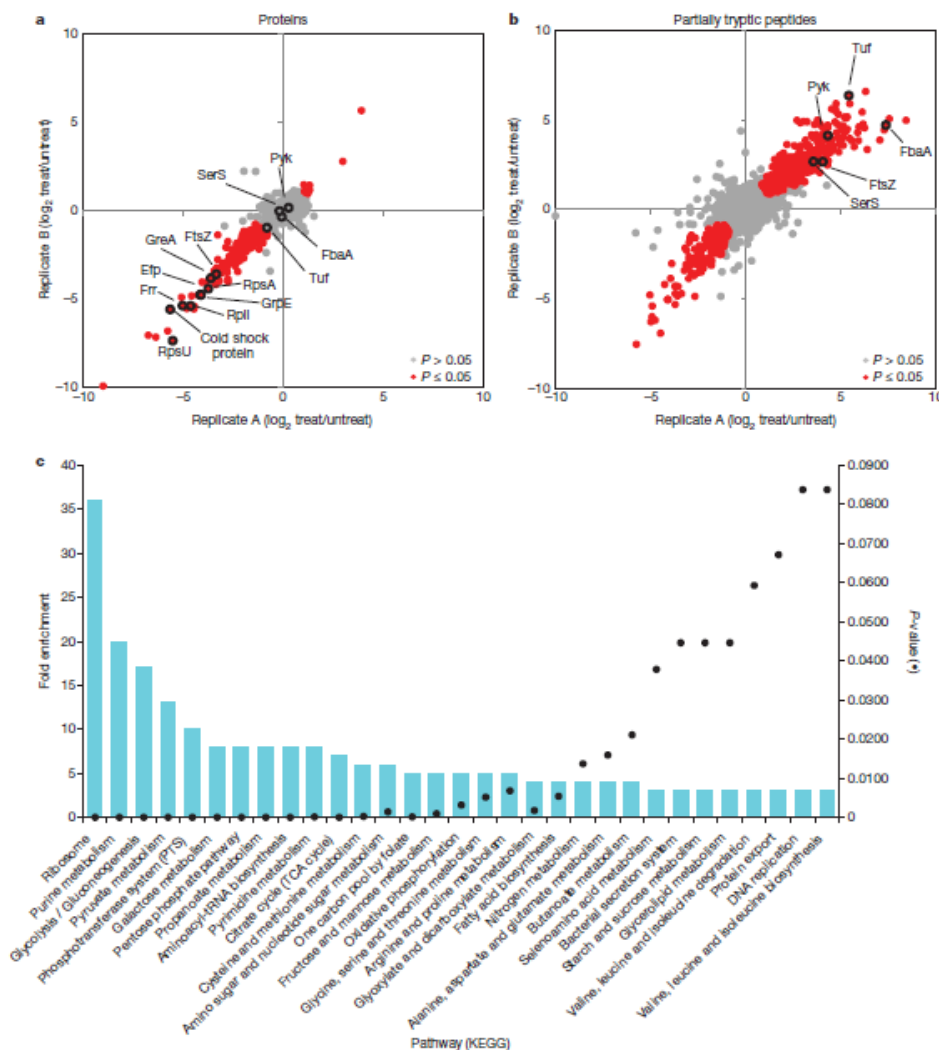 a Proteins
10
5
0
−5
−10
Replicate B (log2 treat/untreat)
Pyk
SerS
FtsZ
GreA
FbaA
Efp
RpsA
Tuf
Frr
GrpE
RplI
Cold shock
protein
RpsU
P > 0.05
P ≤ 0.05
−10 −5 0 5 10
Replicate A (log2 treat/untreat)
b Partially tryptic peptides
10
5
0
−5
−10
Replicate B (log2 treat/untreat)
Tuf
Pyk
FbaA
FtsZ
SerS
P > 0.05
P ≤ 0.05
−10 −5 0 5 10
Replicate A (log2 treat/untreat)
c
40
35
30
25
20
15
10
5
0
Fold enrichment
0.0900
0.0800
0.0700
0.0600
0.0500
0.0400
0.0300
0.0200
0.0100
0
P-value (•)
Ribosome
Purine metabolism
Glycolysis / Gluconeogenesis
Pyruvate metabolism
Phosphotransferase system (PTS)
Galactose metabolism
Pentose phosphate pathway
Propanoate metabolism
Aminoacyl-tRNA biosynthesis
Pyrimidine metabolism
Citrate cycle (TCA cycle)
Cysteine and methionine metabolism
Amino sugar and nucleotide sugar metabolism
One carbon pool by folate
Fructose and mannose metabolism
Oxidative phosphorylation
Glycine, serine and threonine metabolism
Arginine and proline metabolism
Glyoxylate and dicarboxylate metabolism
Fatty acid biosynthesis
Nitrogen metabolism
Alanine, aspartate and glutamate metabolism
Butanoate metabolism
Selenoamino acid metabolism
Bacterial secretion system
Starch and sucrose metabolism
Glycerolipid metabolism
Valine, leucine and isoleucine degradation
Protein export
DNA replication
Valine, leucine and isoleucine biosynthesis
Pathway (KEGG)